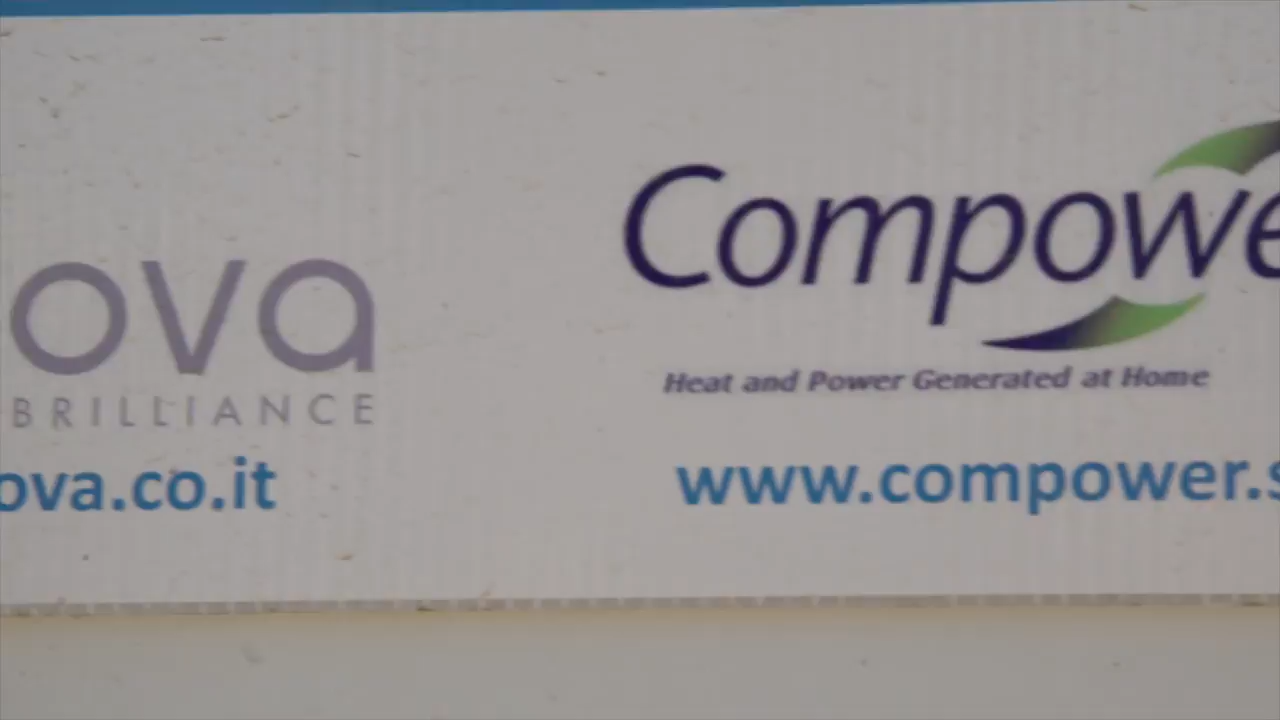 ova
BRILLIANCE
ova.co.it
Compowe
Heat and Power Generated at Home
www.compower.s